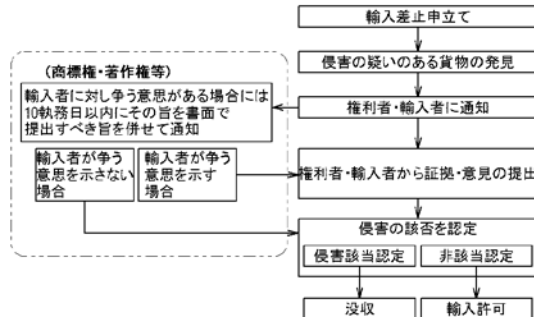 輸入差止申立て
侵害の疑いのある貨物の発見
(商標権・著作権等)
輸入者に対し争う意思がある場合には
10執務日以内にその旨を書面で
提出すべき旨を併せて通知
権利者・輸入者に通知
輸入者が争う
意思を示さない
場合
輸入者が争う
意思を示す
場合
権利者・輸入者から証拠・意見の提出
侵害の該否を認定
侵害該当認定
非該当認定
没収
輸入許可